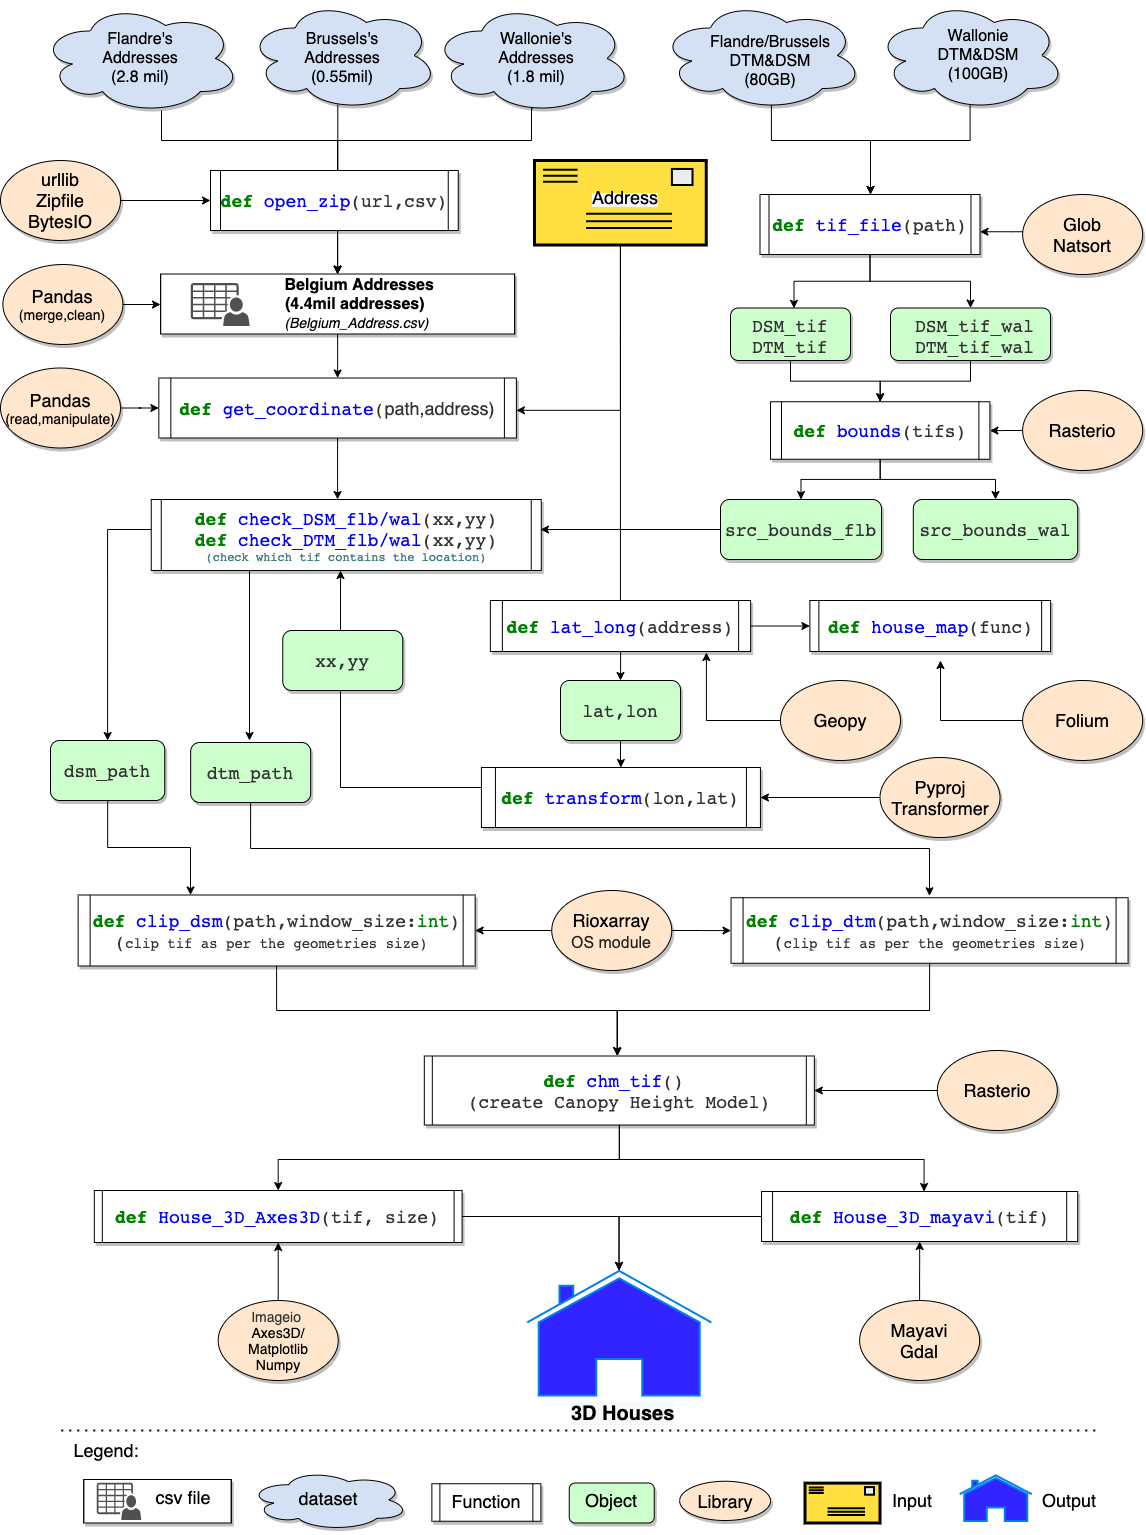 Flandre's
Addresses
(2.8 mil)
Brussels's
Addresses
(0.55mil)
Wallonie's
Addresses
(1.8 mil)
Flandre/Brussels
DTM&DSM
(80GB)
Wallonie
DTM&DSM
(100GB)
urllib
Zipfile
BytesIO
def open_zip(url,csv)
Address
def tif_file(path)
Glob
Natsort
Pandas
(merge,clean)
Belgium Addresses
(4.4mil addresses)
(Belgium_Address.csv)
DSM_tif
DTM_tif
DSM_tif_wal
DTM_tif_wal
Pandas
(read,manipulate)
def get_coordinate(path,address)
def bounds(tifs)
Rasterio
def check_DSM_flb/wal(xx,yy)
def check_DTM_flb/wal(xx,yy)
(check which tif contains the location)
src_bounds_flb
src_bounds_wal
def lat_long(address)
def house_map(func)
xx,yy
lat,lon
Geopy
Folium
dsm_path
dtm_path
def transform(lon,lat)
Pyproj
Transformer
def clip_dsm(path,window_size:int)
(clip tif as per the geometries size)
Rioxarray
OS module
def clip_dtm(path,window_size:int)
(clip tif as per the geometries size)
def chm_tif()
(create Canopy Height Model)
Rasterio
def House_3D_Axes3D(tif, size)
def House_3D_mayavi(tif)
Imageio
Axes3D/
Matplotlib
Numpy
Mayavi
Gdal
3D Houses
Legend:
csv file
dataset
Function
Object
Library
Input
Output